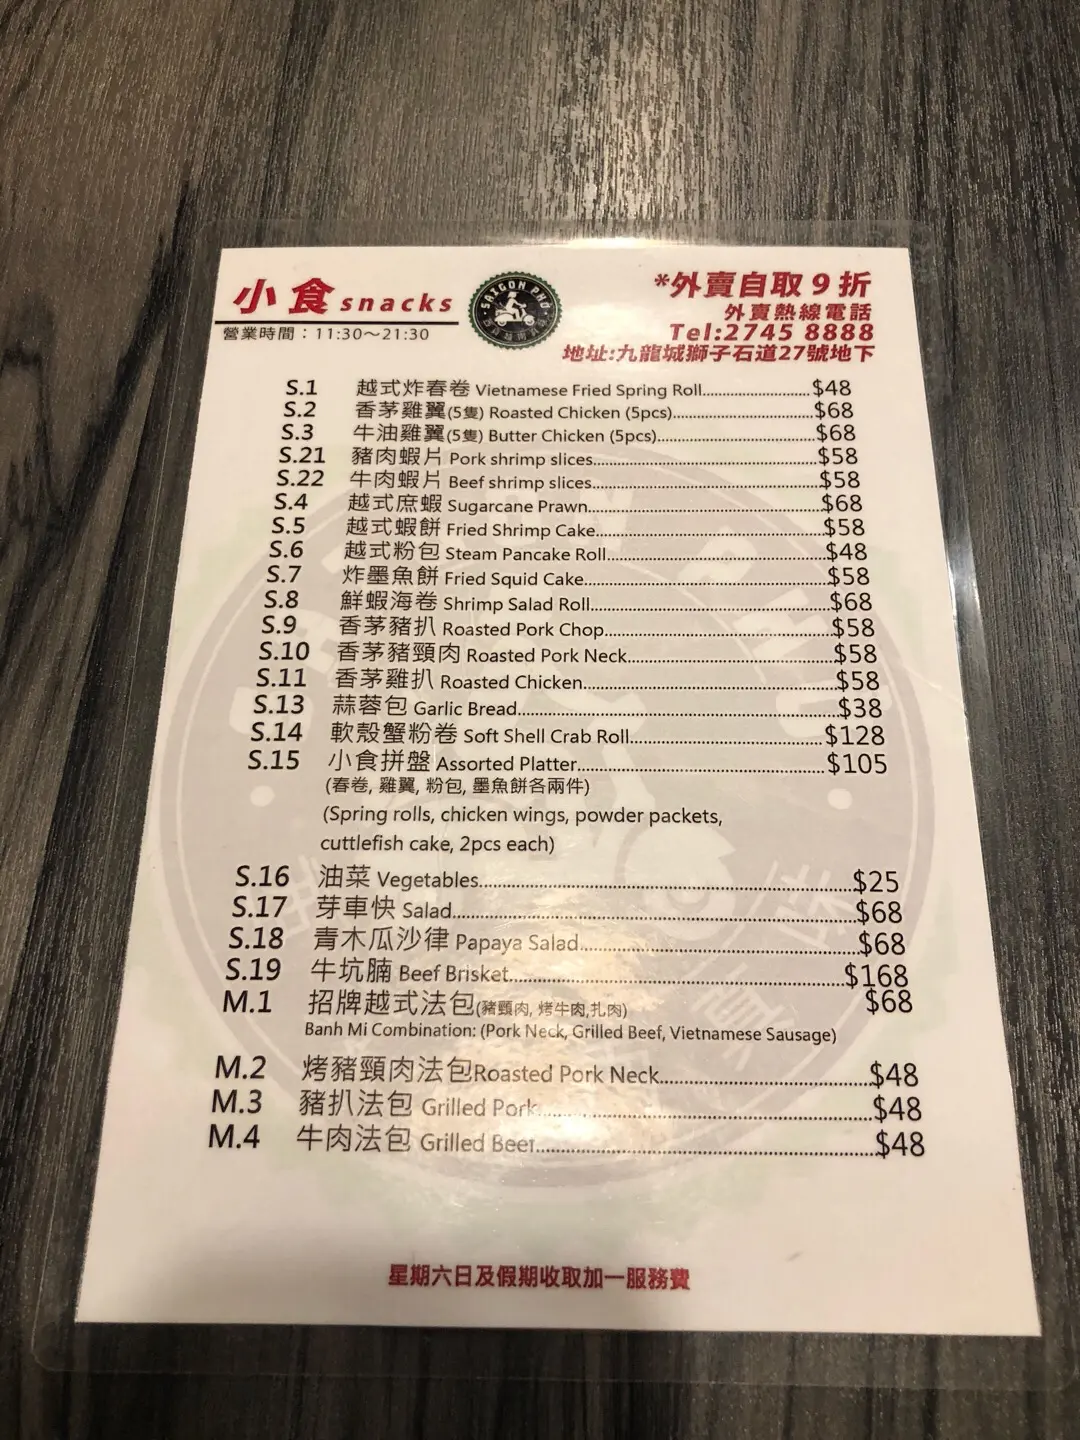 小食 snacks
營業時間：11:30～21:30
SAIGON PHỞ
*外賣自取９折
外賣熱線電話
Tel:2745 8888
地址:九龍城獅子石道27號地下
S.1 越式炸春卷 Vietnamese Fried Spring Roll $48
S.2 香茅雞翼(5隻) Roasted Chicken (5pcs) $68
S.3 牛油雞翼(5隻) Butter Chicken (5pcs) $68
S.21 豬肉蝦片 Pork shrimp slices $58
S.22 牛肉蝦片 Beef shrimp slices $58
S.4 越式庶蝦 Sugarcane Prawn $68
S.5 越式蝦餅 Fried Shrimp Cake $58
S.6 越式粉包 Steam Pancake Roll $48
S.7 炸墨魚餅 Fried Squid Cake $58
S.8 鮮蝦海卷 Shrimp Salad Roll $68
S.9 香茅豬扒 Roasted Pork Chop $58
S.10 香茅豬頸肉 Roasted Pork Neck $58
S.11 香茅雞扒 Roasted Chicken $58
S.13 蒜蓉包 Garlic Bread $38
S.14 軟殼蟹粉卷 Soft Shell Crab Roll $128
S.15 小食拼盤 Assorted Platter $105
(春卷, 雞翼, 粉包, 墨魚餅各兩件)
(Spring rolls, chicken wings, powder packets,
cuttlefish cake, 2pcs each)
S.16 油菜 Vegetables $25
S.17 芽車快 Salad $68
S.18 青木瓜沙律 Papaya Salad $68
S.19 牛坑腩 Beef Brisket $168
M.1 招牌越式法包(豬頸肉, 烤牛肉,扎肉) $68
Banh Mi Combination: (Pork Neck, Grilled Beef, Vietnamese Sausage)
M.2 烤豬頸肉法包Roasted Pork Neck $48
M.3 豬扒法包 Grilled Pork $48
M.4 牛肉法包 Grilled Beef $48
星期六日及假期收取加一服務費